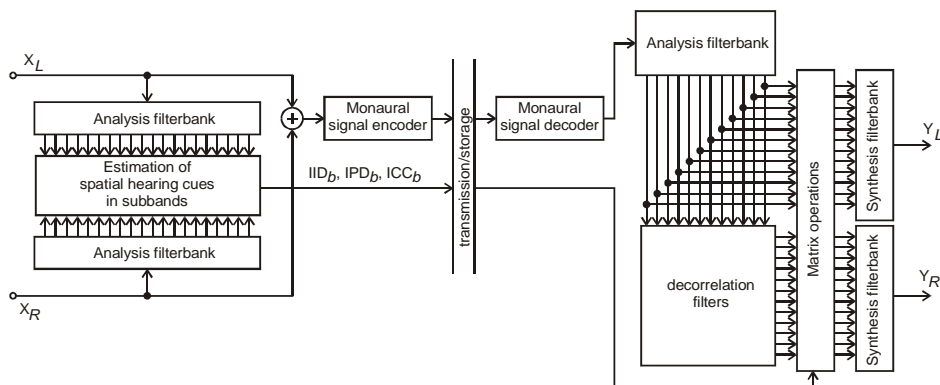 X_L
Analysis filterbank
Estimation of
spatial hearing cues
in subbands
Analysis filterbank
X_R
+
Monaural
signal encoder
IID_b, IPD_b, ICC_b
transmission/storage
Monaural
signal decoder
Analysis filterbank
decorrelation
filters
Matrix operations
Synthesis filterbank
Y_L
Synthesis filterbank
Y_R